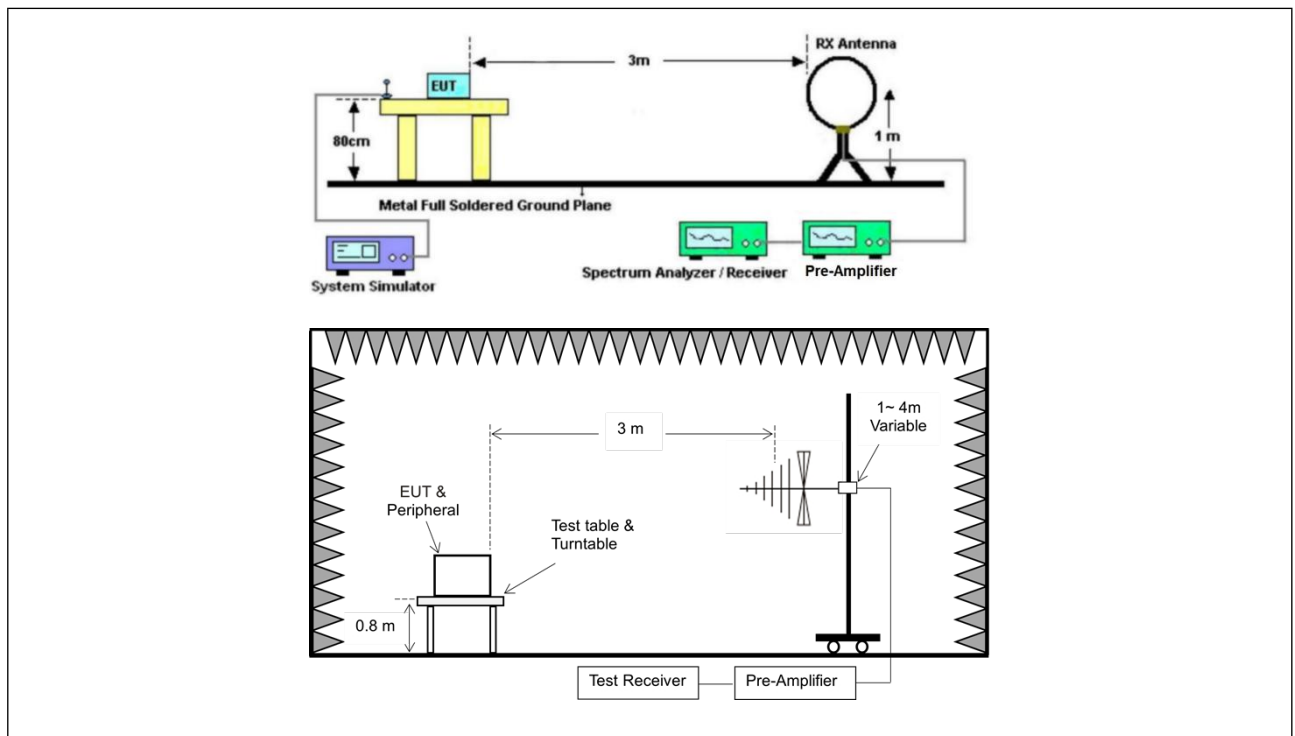 RX Antenna
3m
EUT
80cm
1 m
Metal Full Soldered Ground Plane
Spectrum Analyzer / Receiver
Pre-Amplifier
System Simulator
1~ 4m
Variable
3 m
EUT &
Peripheral
Test table &
Turntable
0.8 m
Test Receiver
Pre-Amplifier